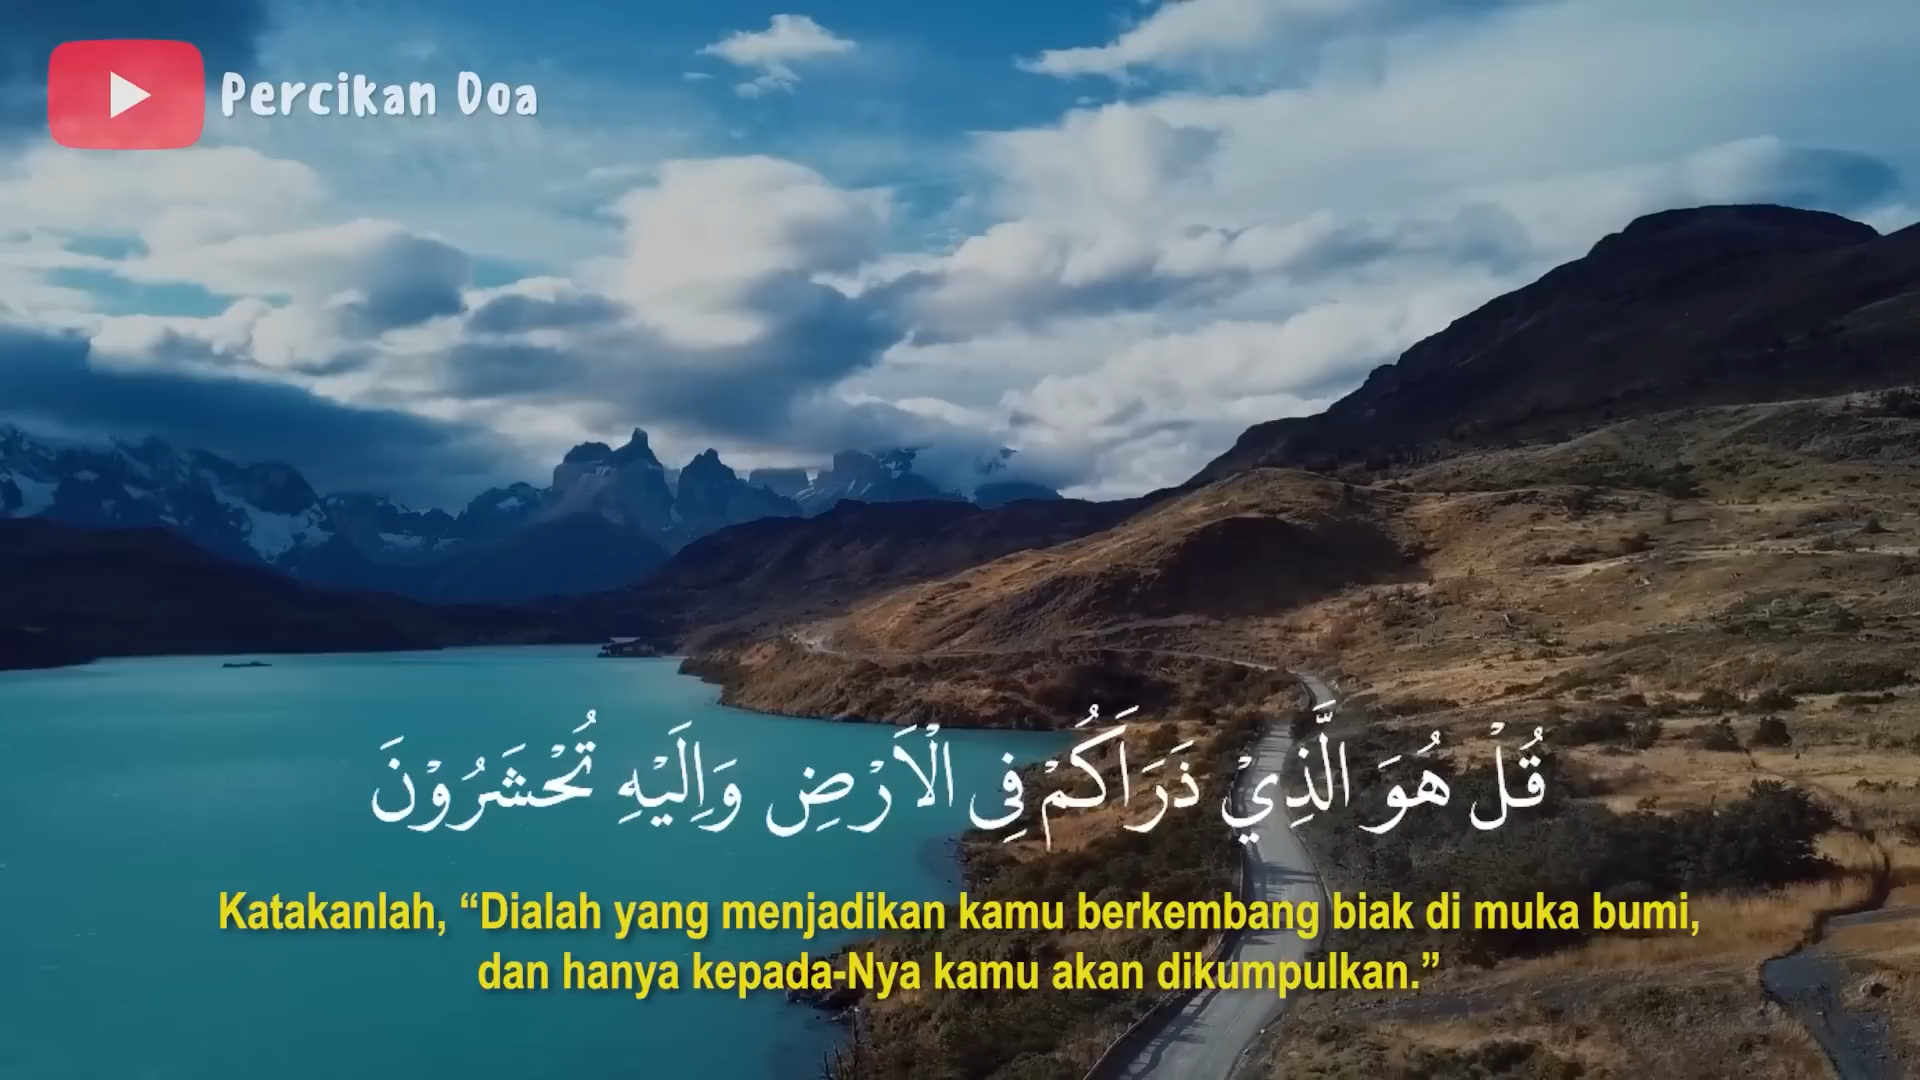 Percikan Doa
قُلْ هُوَ الَّذِيْ ذَرَاَكُمْ فِى الْاَرْضِ وَاِلَيْهِ تُحْشَرُوْنَ
Katakanlah, “Dialah yang menjadikan kamu berkembang biak di muka bumi,
dan hanya kepada-Nya kamu akan dikumpulkan.”